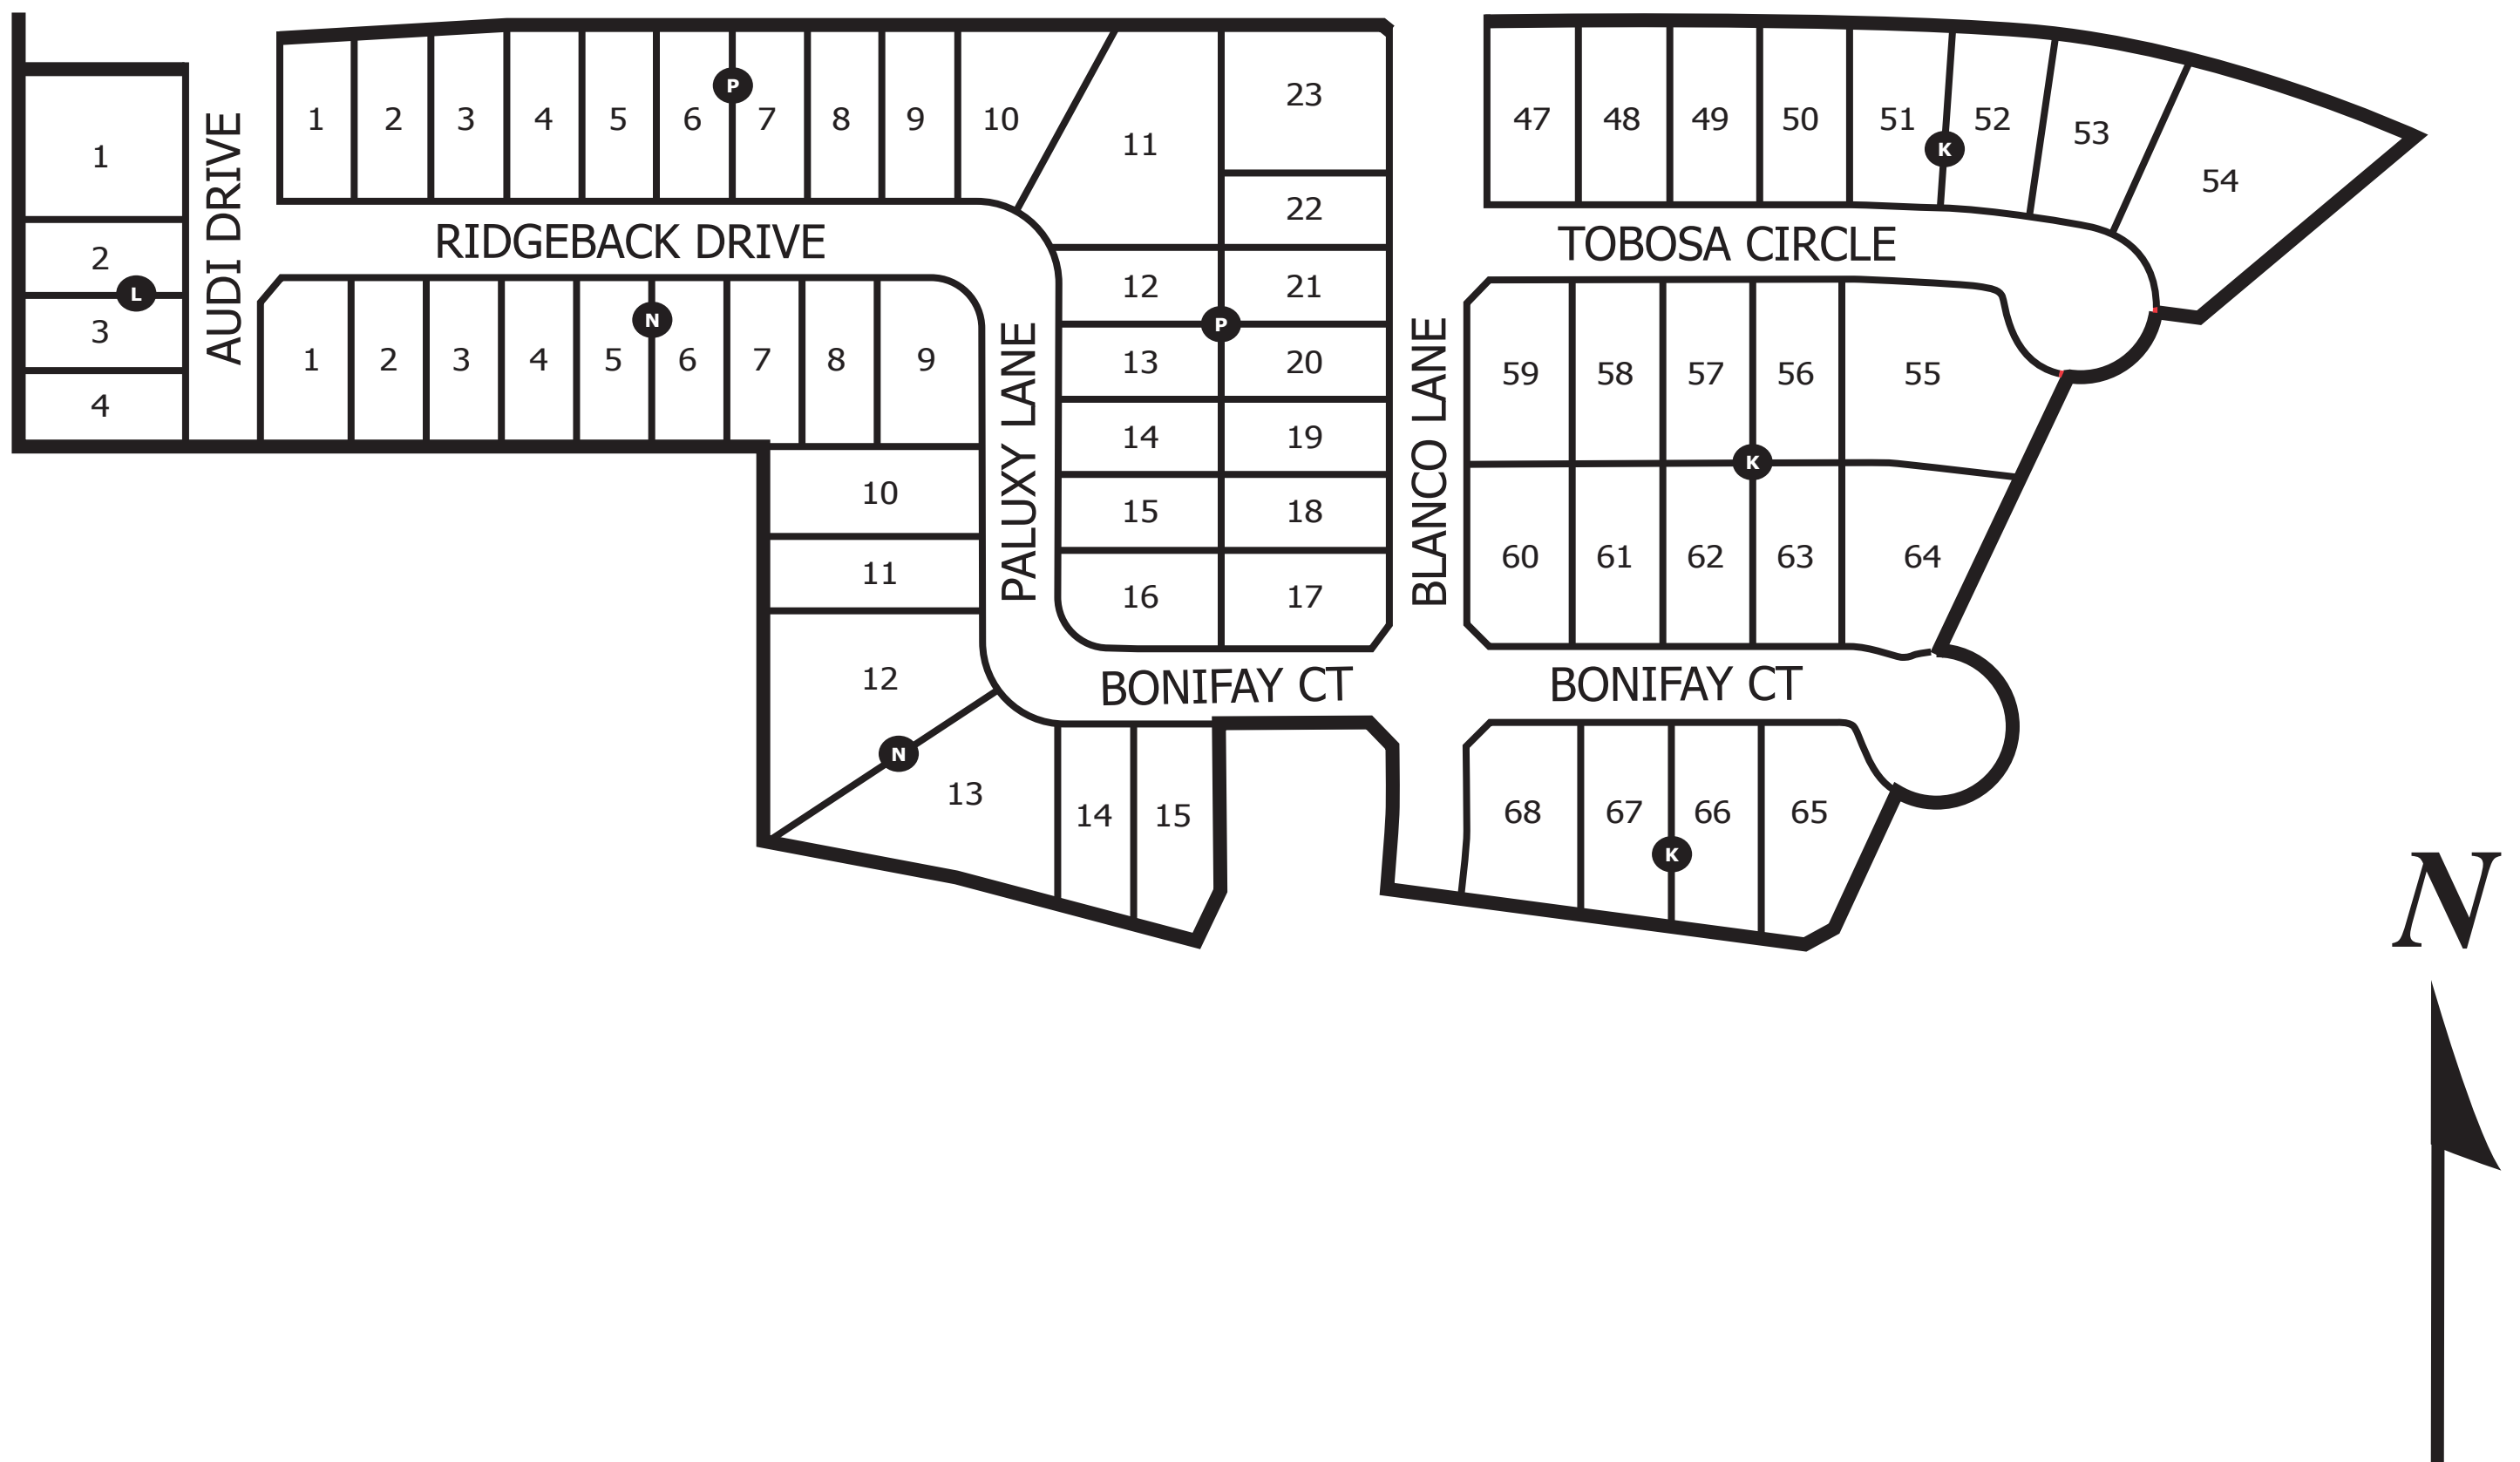 1 2 3 4 5 6 P 7 8 9 10 11 23 22
47 48 49 50 51 K 52 53 54
1 2 L 3 4
AUDI DRIVE
RIDGEBACK DRIVE
TOBOSA CIRCLE
1 2 3 4 5 N 6 7 8 9
PALUXY LANE
12 21
P
13 20
14 19
15 18
16 17
BLANCO LANE
59 58 57 56 55
K
60 61 62 63 64
10
11
12
N
13 14 15
BONIFAY CT
BONIFAY CT
68 67 66 65
K
N